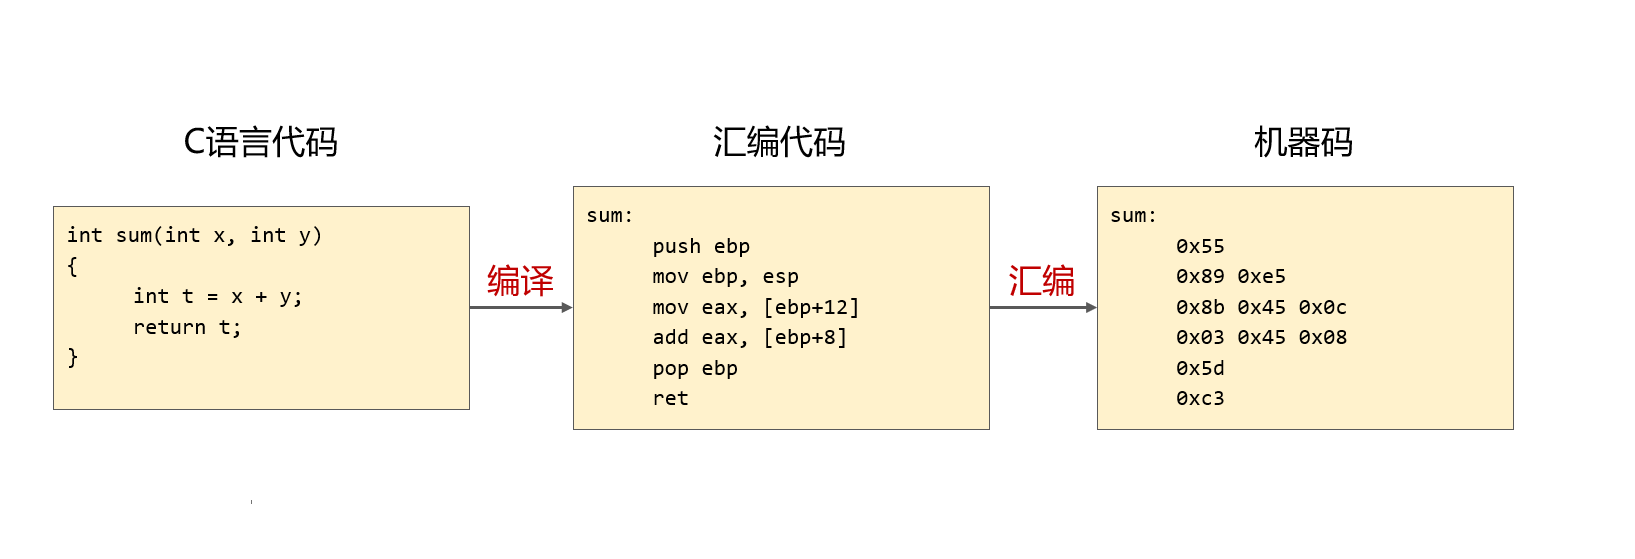 C语言代码
int sum(int x, int y)
{
int t = x + y;
return t;
}
编译
汇编代码
sum:
push ebp
mov ebp, esp
mov eax, [ebp+12]
add eax, [ebp+8]
pop ebp
ret
汇编
机器码
sum:
0x55
0x89 0xe5
0x8b 0x45 0x0c
0x03 0x45 0x08
0x5d
0xc3